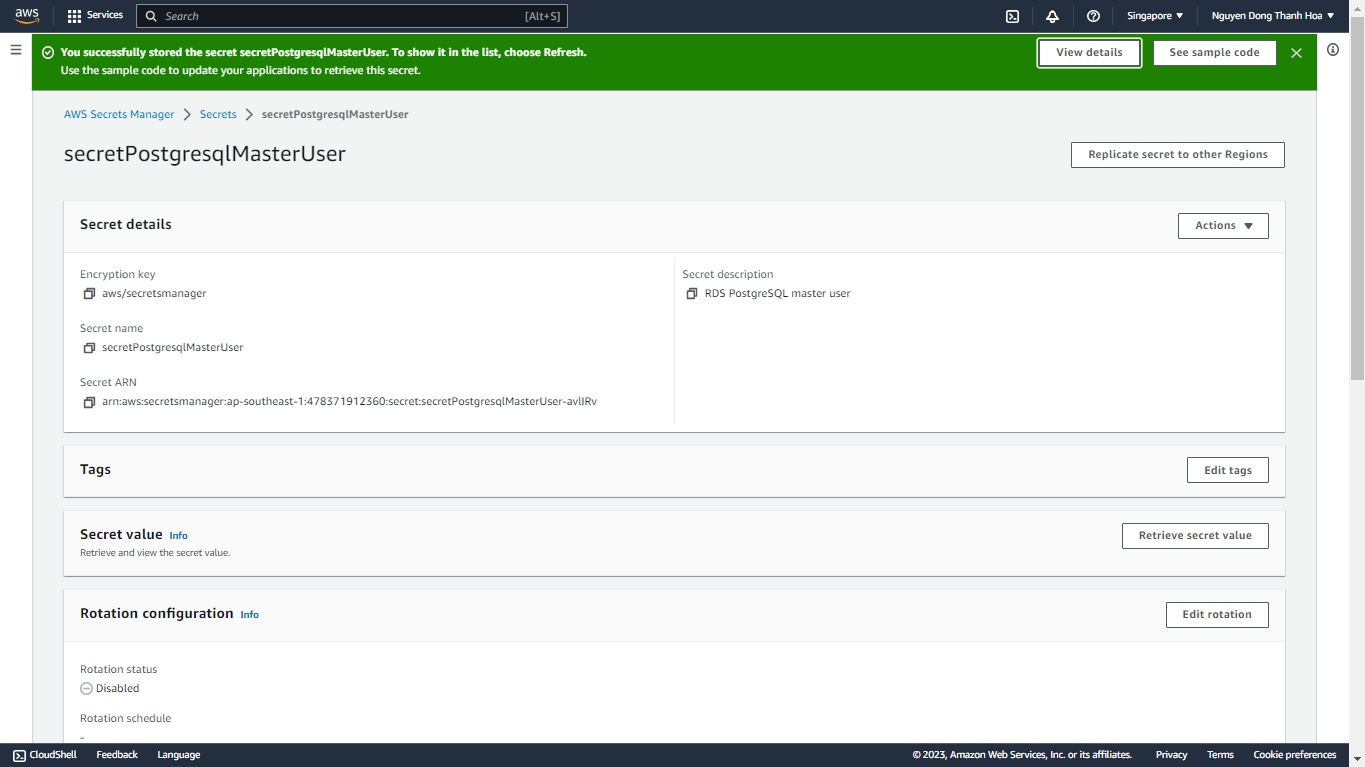 aws Services Search [Alt+S] Singapore Nguyen Dong Thanh Hoa
You successfully stored the secret secretPostgresqlMasterUser. To show it in the list, choose Refresh.
Use the sample code to update your applications to retrieve this secret.
View details See sample code
AWS Secrets Manager > Secrets > secretPostgresqlMasterUser
secretPostgresqlMasterUser
Replicate secret to other Regions
Secret details
Actions
Encryption key
aws/secretsmanager
Secret name
secretPostgresqlMasterUser
Secret ARN
arn:aws:secretsmanager:ap-southeast-1:478371912360:secret:secretPostgresqlMasterUser-avlIRv
Secret description
RDS PostgreSQL master user
Tags
Edit tags
Secret value Info
Retrieve and view the secret value.
Retrieve secret value
Rotation configuration Info
Edit rotation
Rotation status
Disabled
Rotation schedule
-
CloudShell Feedback Language © 2023, Amazon Web Services, Inc. or its affiliates. Privacy Terms Cookie preferences